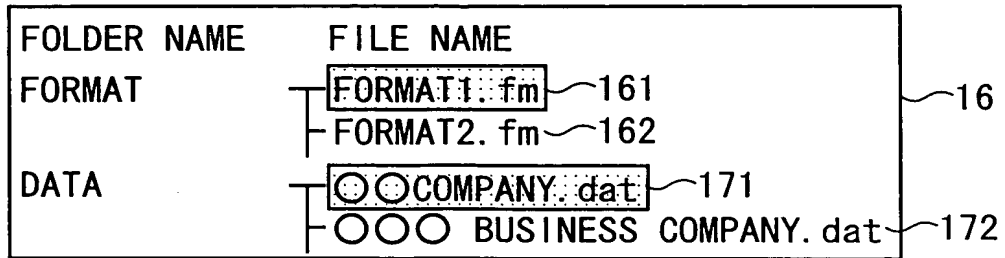 FOLDER NAME FILE NAME
FORMAT FORMAT1.fm 161 16
FORMAT2.fm 162
DATA ○○COMPANY.dat 171
○○○ BUSINESS COMPANY.dat 172